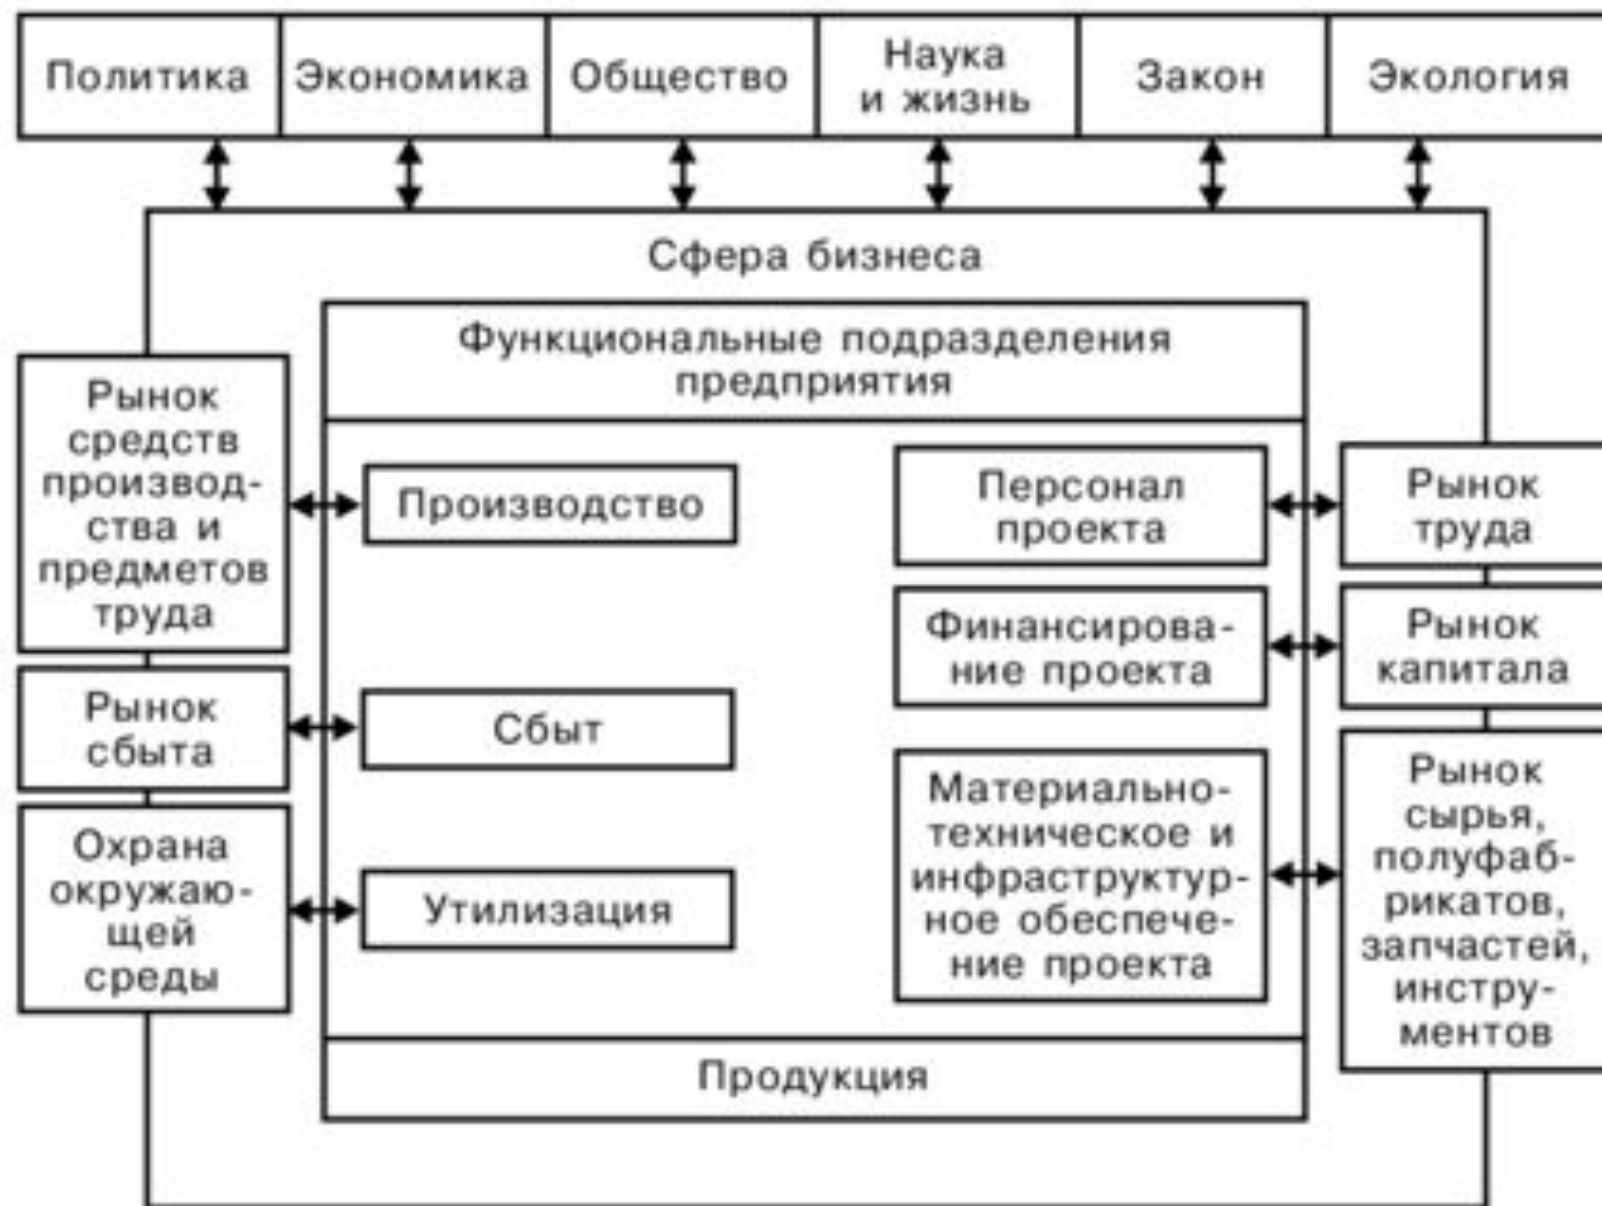 Политика
Экономика
Общество
Наука
и жизнь
Закон
Экология
Сфера бизнеса
Функциональные подразделения
предприятия
Рынок
средств
производ-
ства и
предметов
труда
Производство
Персонал
проекта
Рынок
труда
Финансирова-
ние проекта
Рынок
капитала
Рынок
сбыта
Сбыт
Материально-
техническое и
инфраструктур-
ное обеспече-
ние проекта
Рынок
сырья,
полуфаб-
рикатов,
запчастей,
инстру-
ментов
Охрана
окружаю-
щей
среды
Утилизация
Продукция